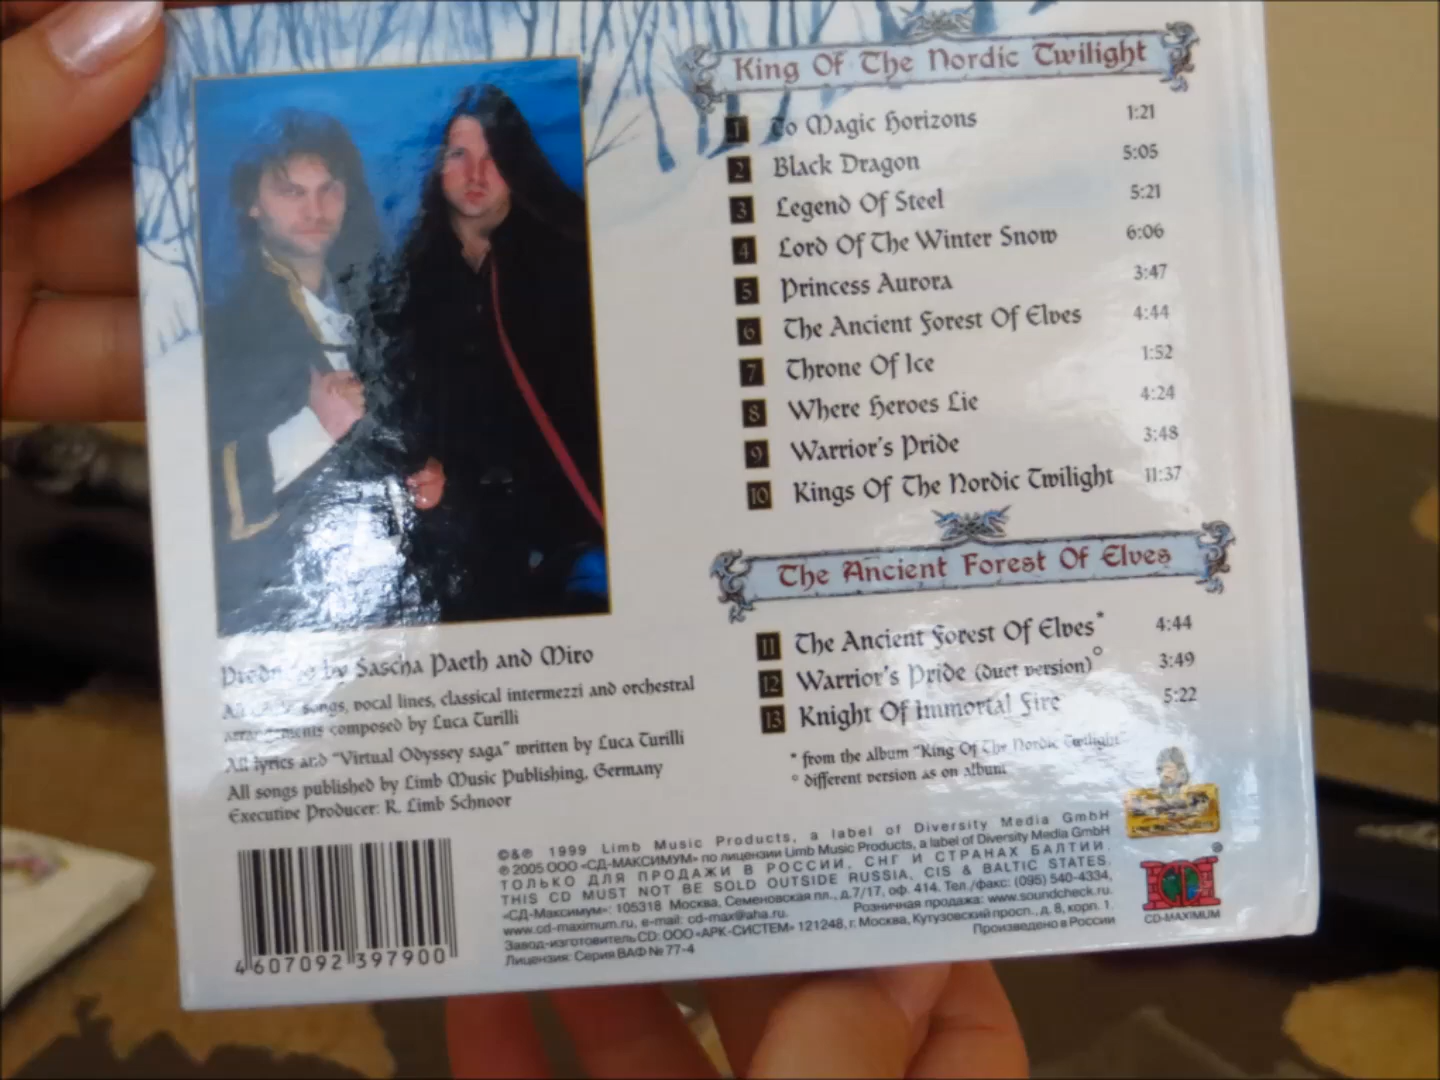 King Of The Nordic Twilight
1 To Magic Horizons 1:21
2 Black Dragon 5:05
3 Legend Of Steel 5:21
4 Lord Of The Winter Snow 6:06
5 Princess Aurora 3:47
6 The Ancient Forest Of Elves 4:44
7 Throne Of Ice 1:52
8 Where Heroes Lie 4:24
9 Warrior's Pride 3:48
10 Kings Of The Nordic Twilight 11:37
The Ancient Forest Of Elves
11 The Ancient Forest Of Elves* 4:44
12 Warrior's Pride (duet version)° 3:49
13 Knight Of Immortal Fire 5:22
* from the album "King Of The Nordic Twilight"
° different version as on album
by Sascha Paeth and Miro
songs, vocal lines, classical intermezzi and orchestral
arrangements composed by Luca Turilli
All lyrics and "Virtual Odyssey saga" written by Luca Turilli
All songs published by Limb Music Publishing, Germany
Executive Producer: R. Limb Schnoor
4 607092 397900
©&℗ 1999 Limb Music Products, a label of Diversity Media GmbH
℗ 2005 ООО «СД-МАКСИМУМ» по лицензии Limb Music Products, a label of Diversity Media GmbH
ТОЛЬКО ДЛЯ ПРОДАЖИ В РОССИИ, СНГ И СТРАНАХ БАЛТИИ.
THIS CD MUST NOT BE SOLD OUTSIDE RUSSIA, CIS & BALTIC STATES.
«СД-Максимум»: 105318 Москва, Семеновская пл., д.7/17, оф. 414. Тел./факс: (095) 540-4334,
www.cd-maximum.ru, e-mail: cd-max@aha.ru. Розничная продажа: www.soundcheck.ru.
Завод-изготовитель CD: ООО «АРК-СИСТЕМ» 121248, г. Москва, Кутузовский просп., д. 8, корп. 1.
Лицензия: Серия ВАФ № 77-4 Произведено в России
CD-MAXIMUM